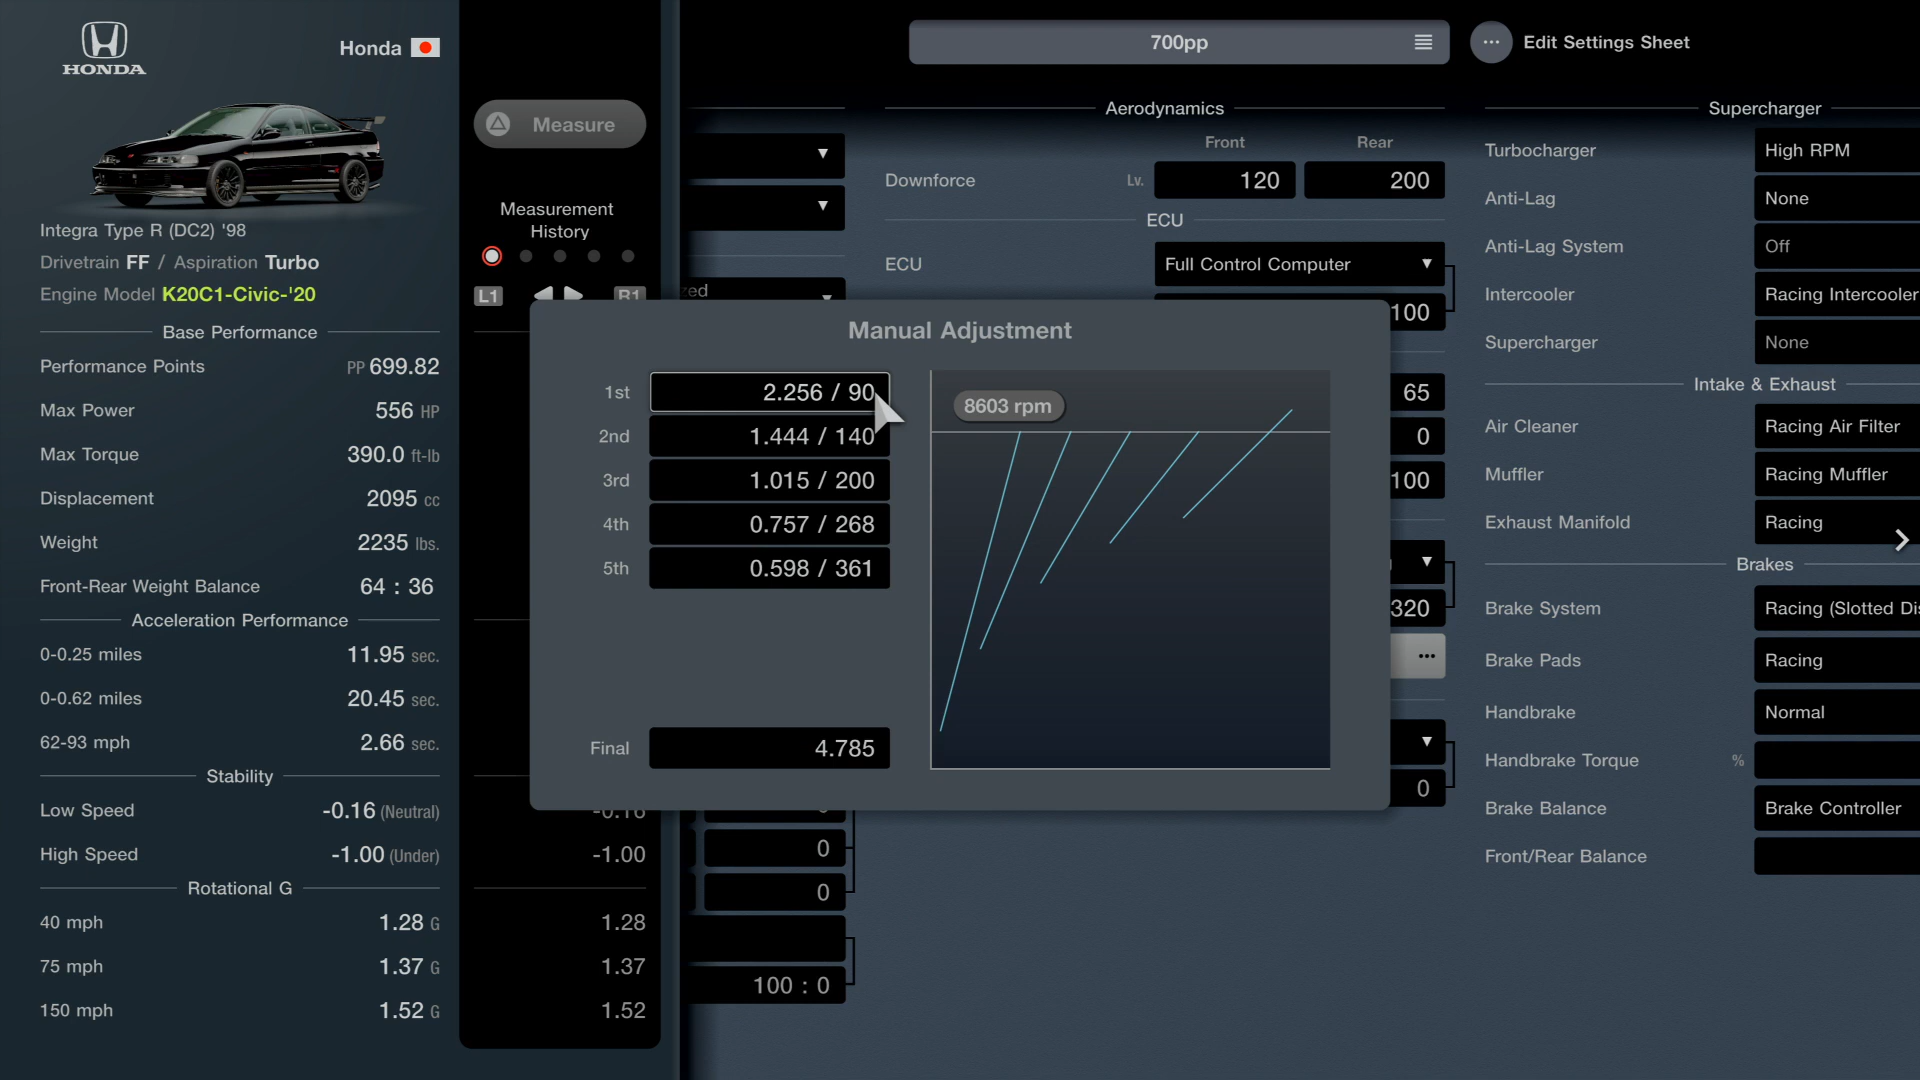 HONDA
Honda
Integra Type R (DC2) '98
Drivetrain FF / Aspiration Turbo
Engine Model K20C1-Civic-'20
Base Performance
Performance Points PP 699.82
Max Power 556 HP
Max Torque 390.0 ft-lb
Displacement 2095 cc
Weight 2235 lbs.
Front-Rear Weight Balance 64 : 36
Acceleration Performance
0-0.25 miles 11.95 sec.
0-0.62 miles 20.45 sec.
62-93 mph 2.66 sec.
Stability
Low Speed -0.16 (Neutral)
High Speed -1.00 (Under)
Rotational G
40 mph 1.28 G
75 mph 1.37 G
150 mph 1.52 G
Measure
Measurement
History
L1 R1
-0.16
-1.00
1.28
1.37
1.52
700pp
Edit Settings Sheet
Manual Adjustment
1st 2.256 / 90
2nd 1.444 / 140
3rd 1.015 / 200
4th 0.757 / 268
5th 0.598 / 361
Final 4.785
8603 rpm
0
0
100 : 0
Aerodynamics
Front Rear
Downforce Lv. 120 200
ECU
ECU Full Control Computer
100
65
0
100
320
0
Supercharger
Turbocharger High RPM
Anti-Lag None
Anti-Lag System Off
Intercooler Racing Intercooler
Supercharger None
Intake & Exhaust
Air Cleaner Racing Air Filter
Muffler Racing Muffler
Exhaust Manifold Racing
Brakes
Brake System Racing (Slotted Dis
Brake Pads Racing
Handbrake Normal
Handbrake Torque %
Brake Balance Brake Controller
Front/Rear Balance